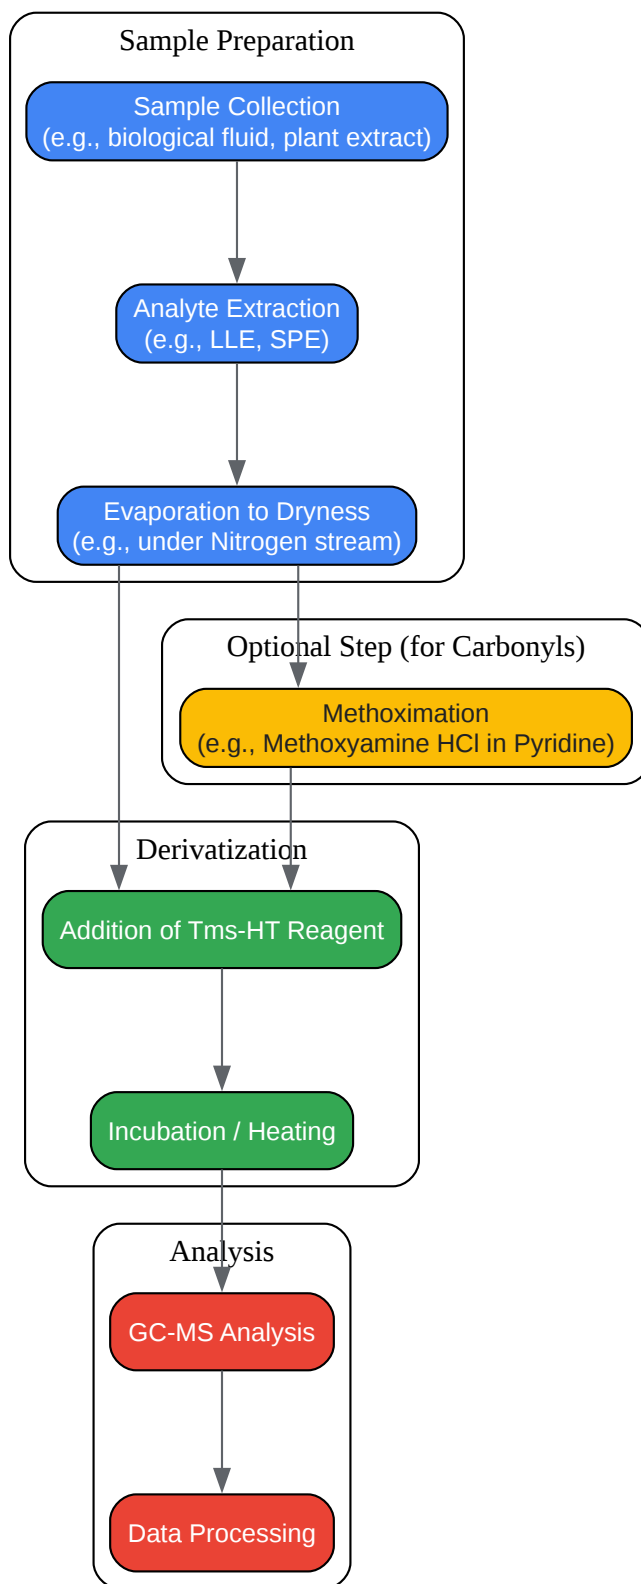 Sample Preparation
Sample Collection
(e.g., biological fluid, plant extract)
Analyte Extraction
(e.g., LLE, SPE)
Evaporation to Dryness
(e.g., under Nitrogen stream)
Optional Step (for Carbonyls)
Methoximation
(e.g., Methoxyamine HCl in Pyridine)
Derivatization
Addition of Tms-HT Reagent
Incubation / Heating
Analysis
GC-MS Analysis
Data Processing